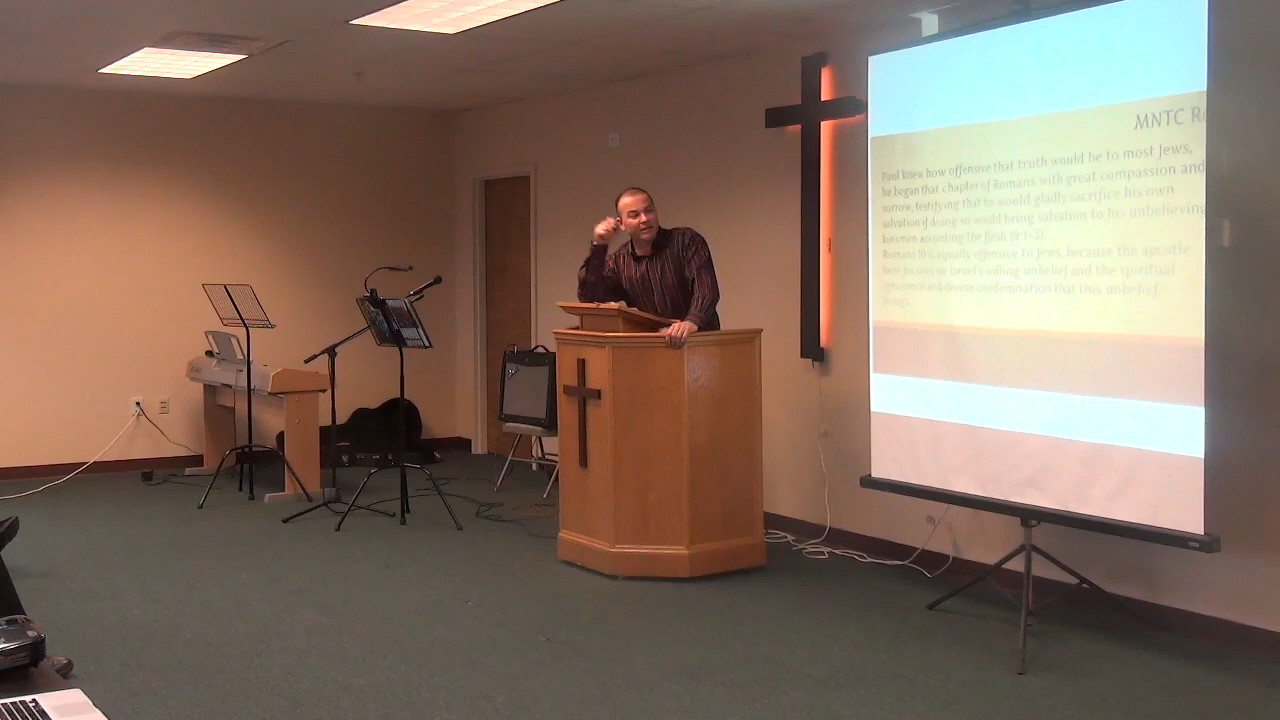 MNTC R
Paul knew how offensive that truth would be to most Jews,
he began that chapter of Romans with great compassion and
sorrow, testifying that he would gladly sacrifice his own
salvation if doing so would bring salvation to his unbelieving
kinsmen according the flesh (9:1-3).
Romans 10 is equally offensive to Jews, because the apostle
here focuses on Israel's willing unbelief and the spiritual
ignorance and divine condemnation that this unbelief
brings.